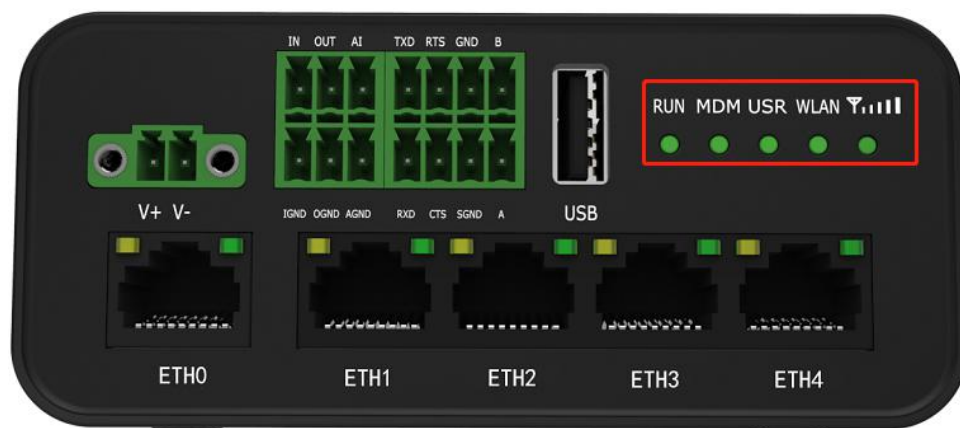 IN OUT AI TXD RTS GND B
RUN MDM USR WLAN
V+ V-
IGND OGND AGND RXD CTS SGND A
USB
ETH0 ETH1 ETH2 ETH3 ETH4